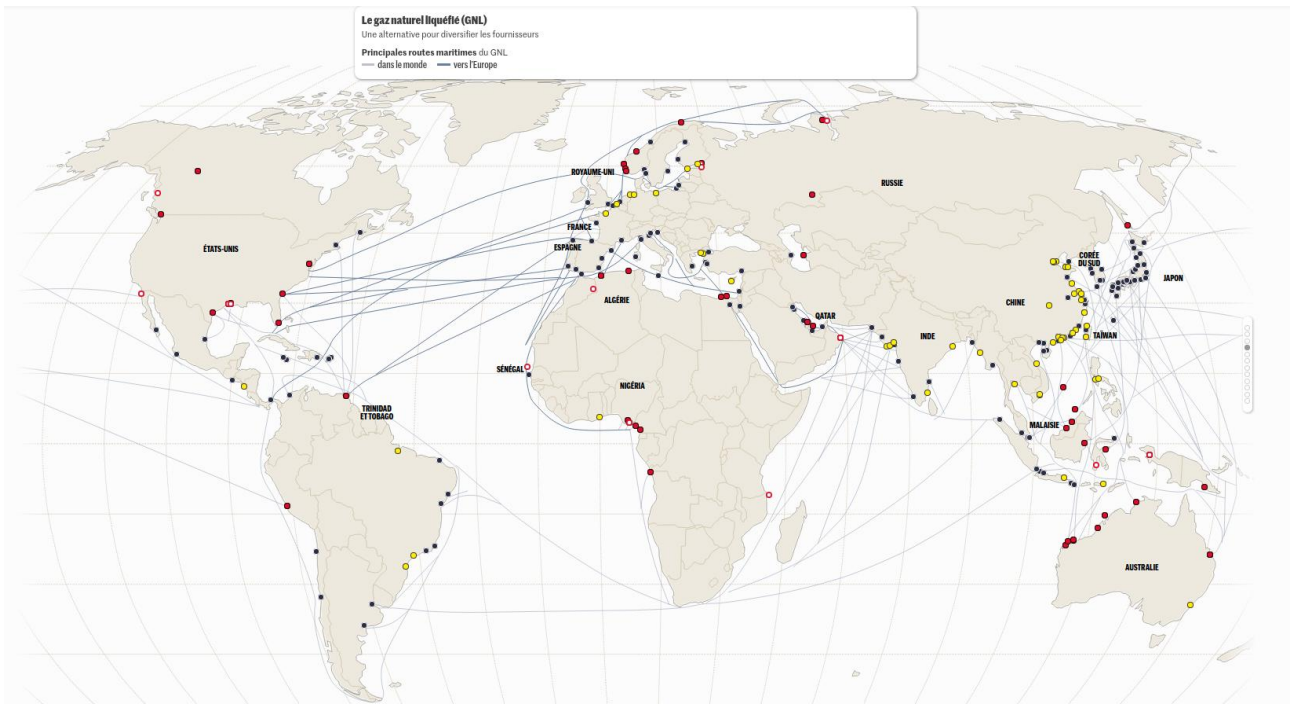 Le gaz naturel liquéfié (GNL)
Une alternative pour diversifier les fournisseurs
Principales routes maritimes du GNL
dans le monde vers l'Europe
ROYAUME-UNI
RUSSIE
FRANCE
ÉTATS-UNIS
ESPAGNE
CORÉE
DU SUD
JAPON
ALGÉRIE
CHINE
QATAR
INDE
TAÏWAN
SÉNÉGAL
NIGÉRIA
TRINIDAD
ET TOBAGO
MALAISIE
AUSTRALIE